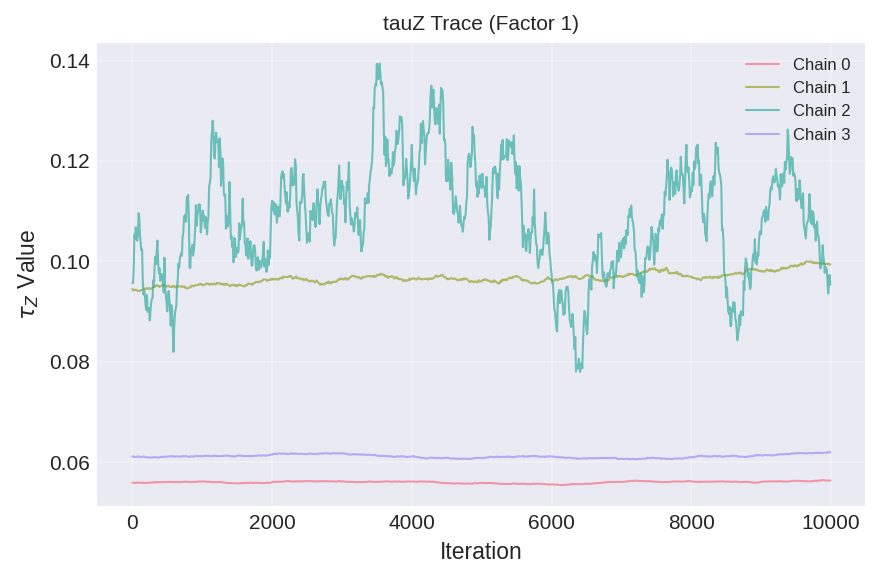 tauZ Trace (Factor 1)
0.14
0.12
0.10
0.08
0.06
τZ Value
Chain 0
Chain 1
Chain 2
Chain 3
0 2000 4000 6000 8000 10000
Iteration